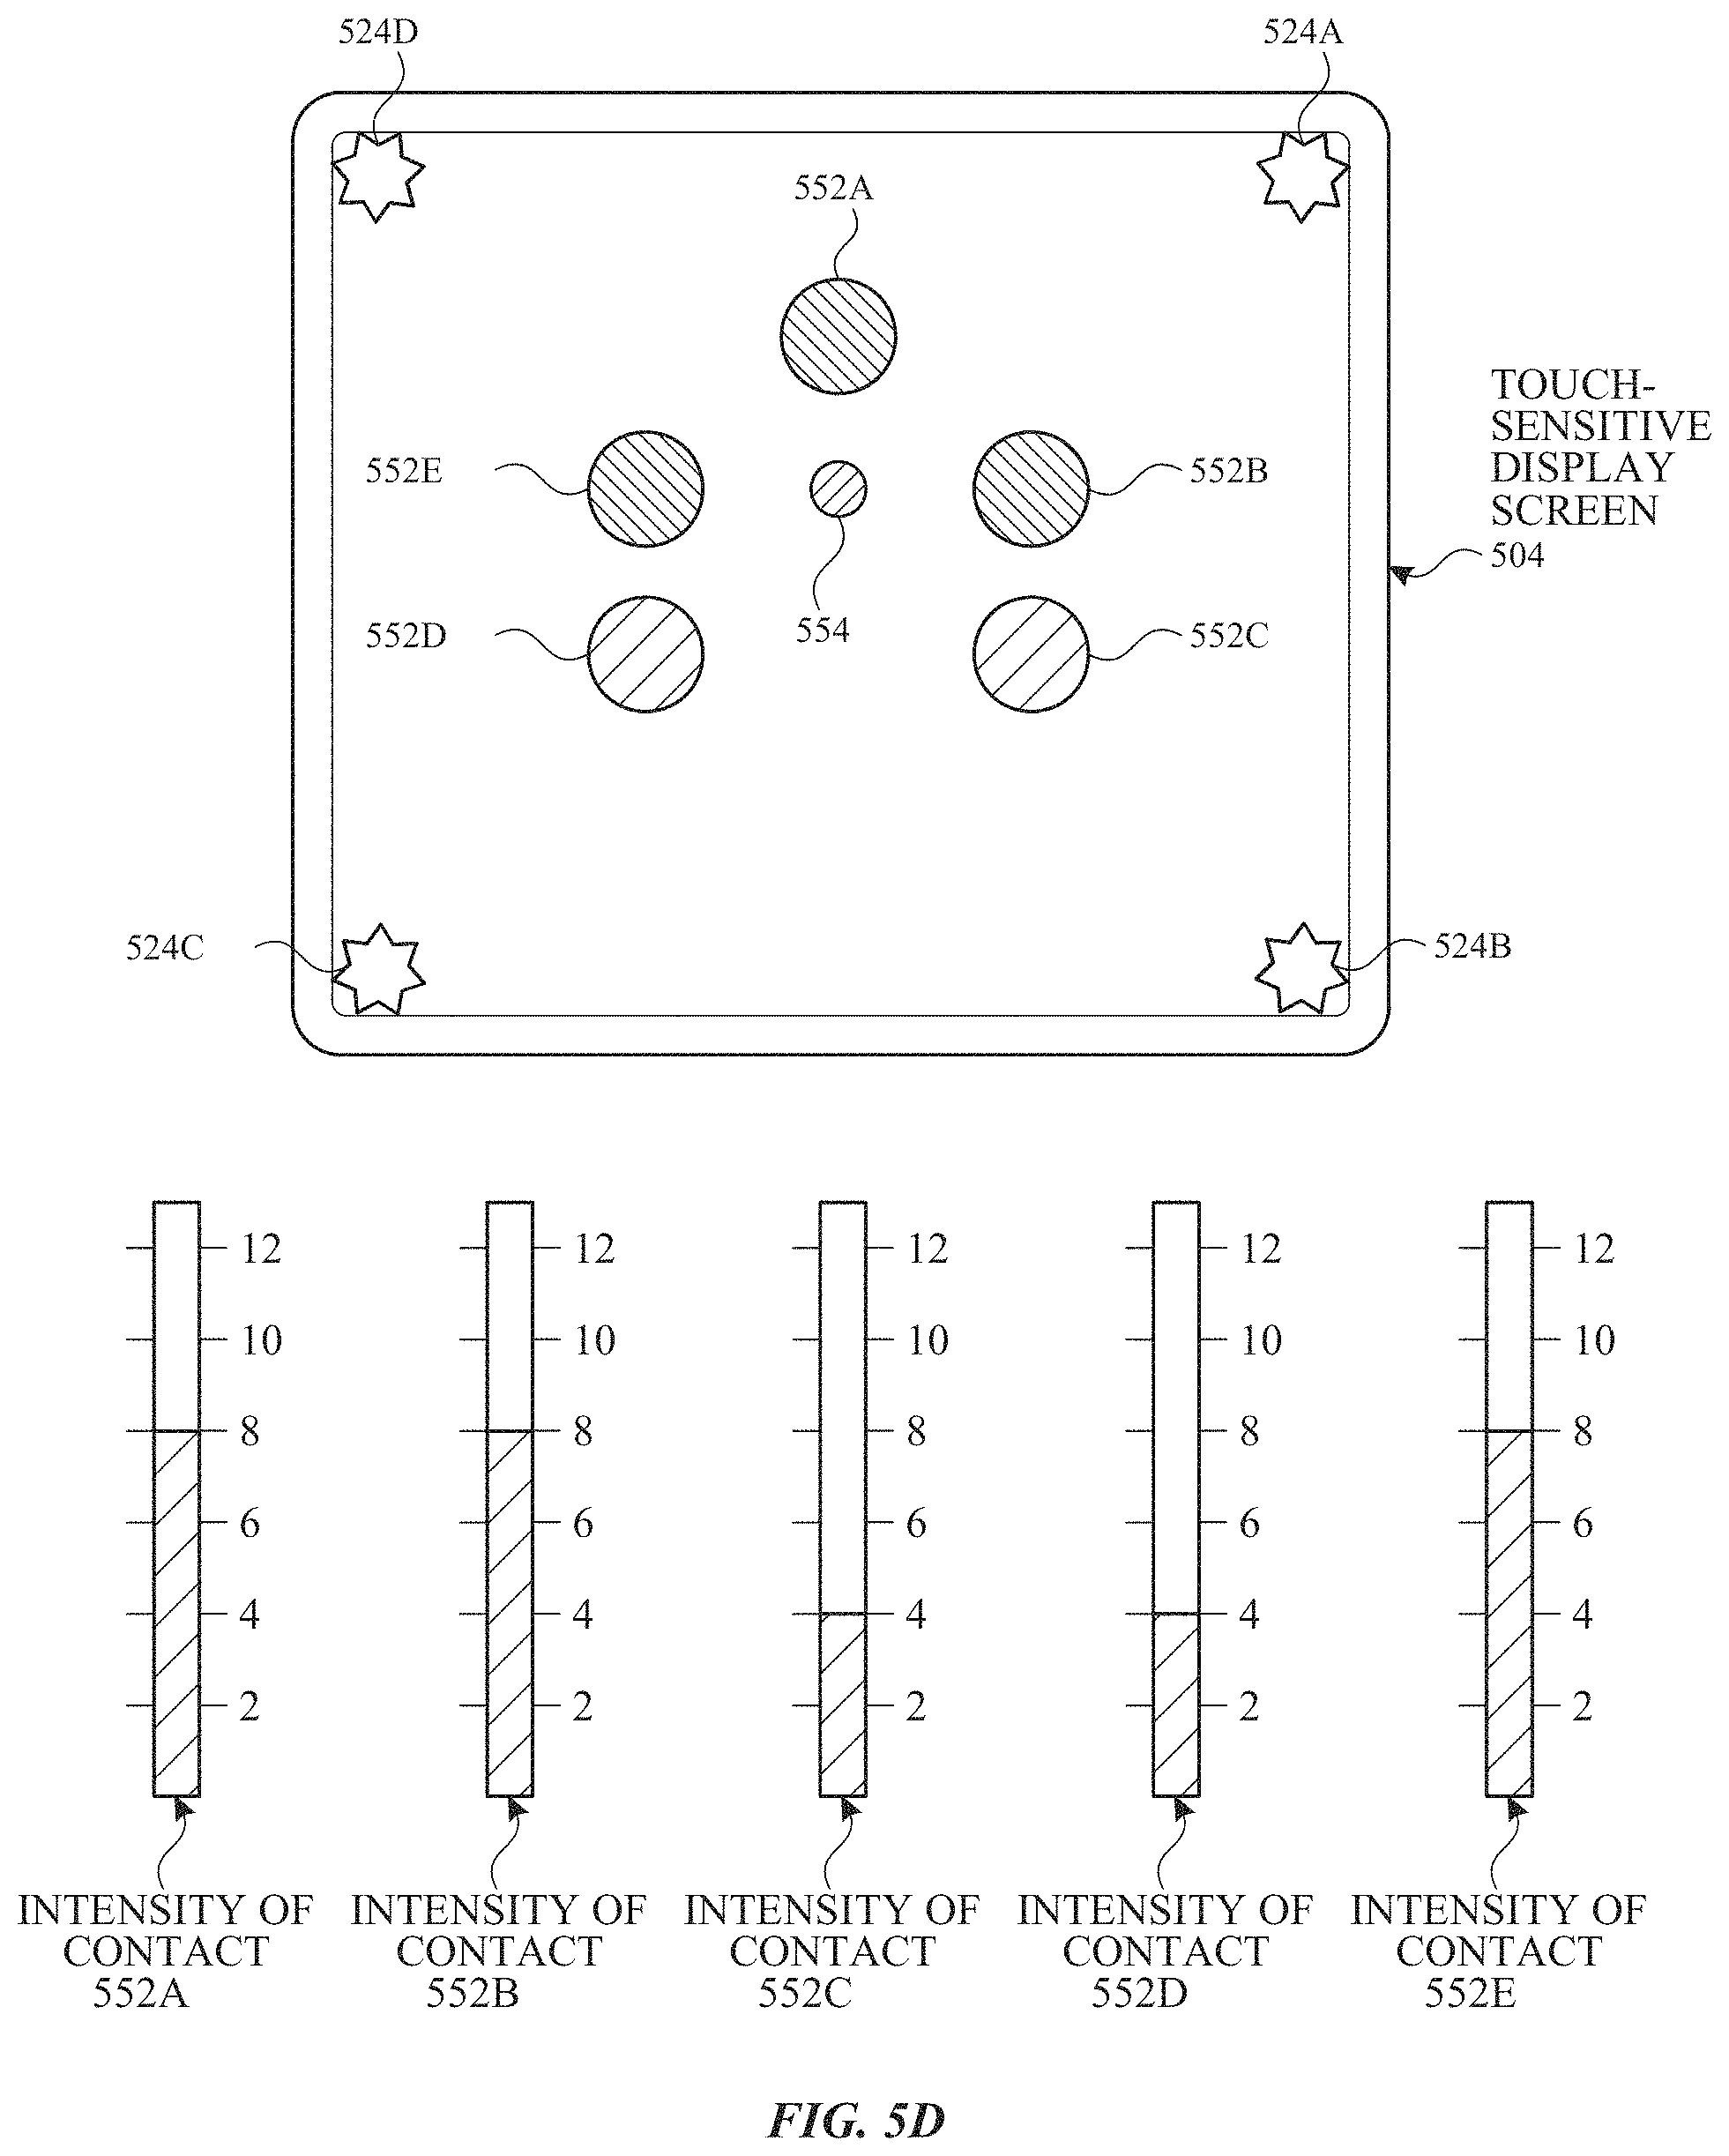 524D
524A
552A
TOUCH-
SENSITIVE
DISPLAY
SCREEN
504
552E
552B
554
552D
552C
524C
524B
12
12
12
12
12
10
10
10
10
10
8
8
8
8
8
6
6
6
6
6
4
4
4
4
4
2
2
2
2
2
INTENSITY OF
CONTACT
552A
INTENSITY OF
CONTACT
552B
INTENSITY OF
CONTACT
552C
INTENSITY OF
CONTACT
552D
INTENSITY OF
CONTACT
552E
FIG. 5D